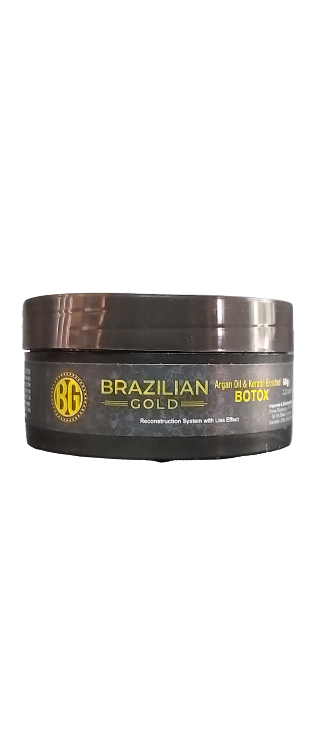 BG
BRAZILIAN
GOLD
Argan Oil & Keratin Enriched
BOTOX
Reconstruction System with Liss Effect